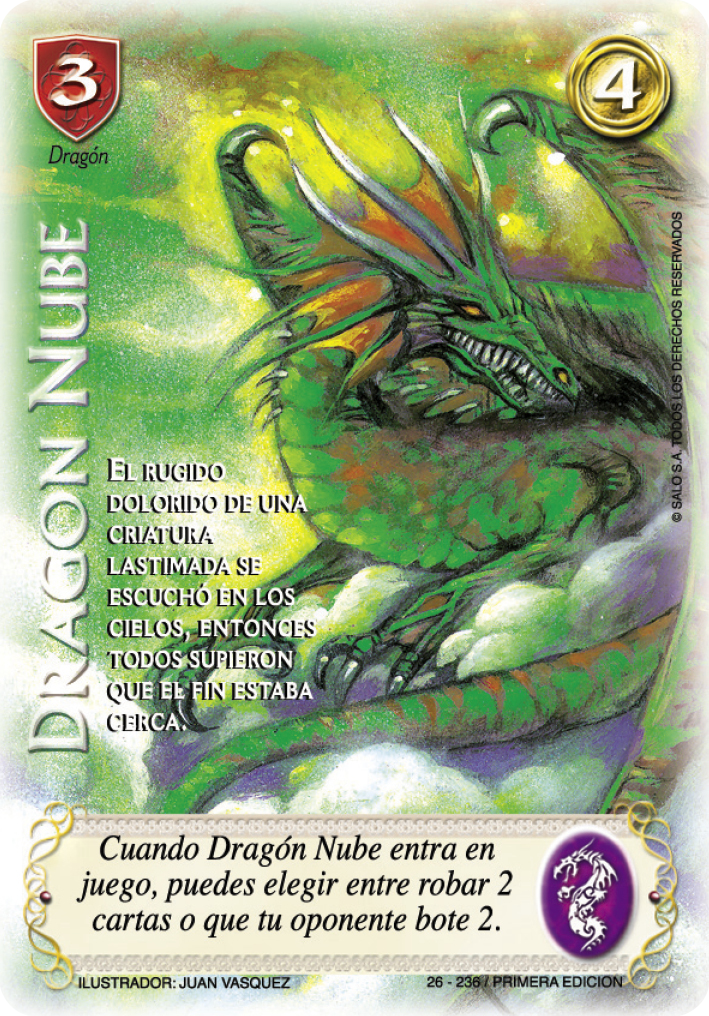 3
4
Dragón
DRAGON NUBE
© SALO S.A. TODOS LOS DERECHOS RESERVADOS
EL RUGIDO
DOLORIDO DE UNA
CRIATURA
LASTIMADA SE
ESCUCHÓ EN LOS
CIELOS, ENTONCES
TODOS SUPIERON
QUE EL FIN ESTABA
CERCA.
Cuando Dragón Nube entra en
juego, puedes elegir entre robar 2
cartas o que tu oponente bote 2.
ILUSTRADOR: JUAN VASQUEZ
26 - 236 / PRIMERA EDICION